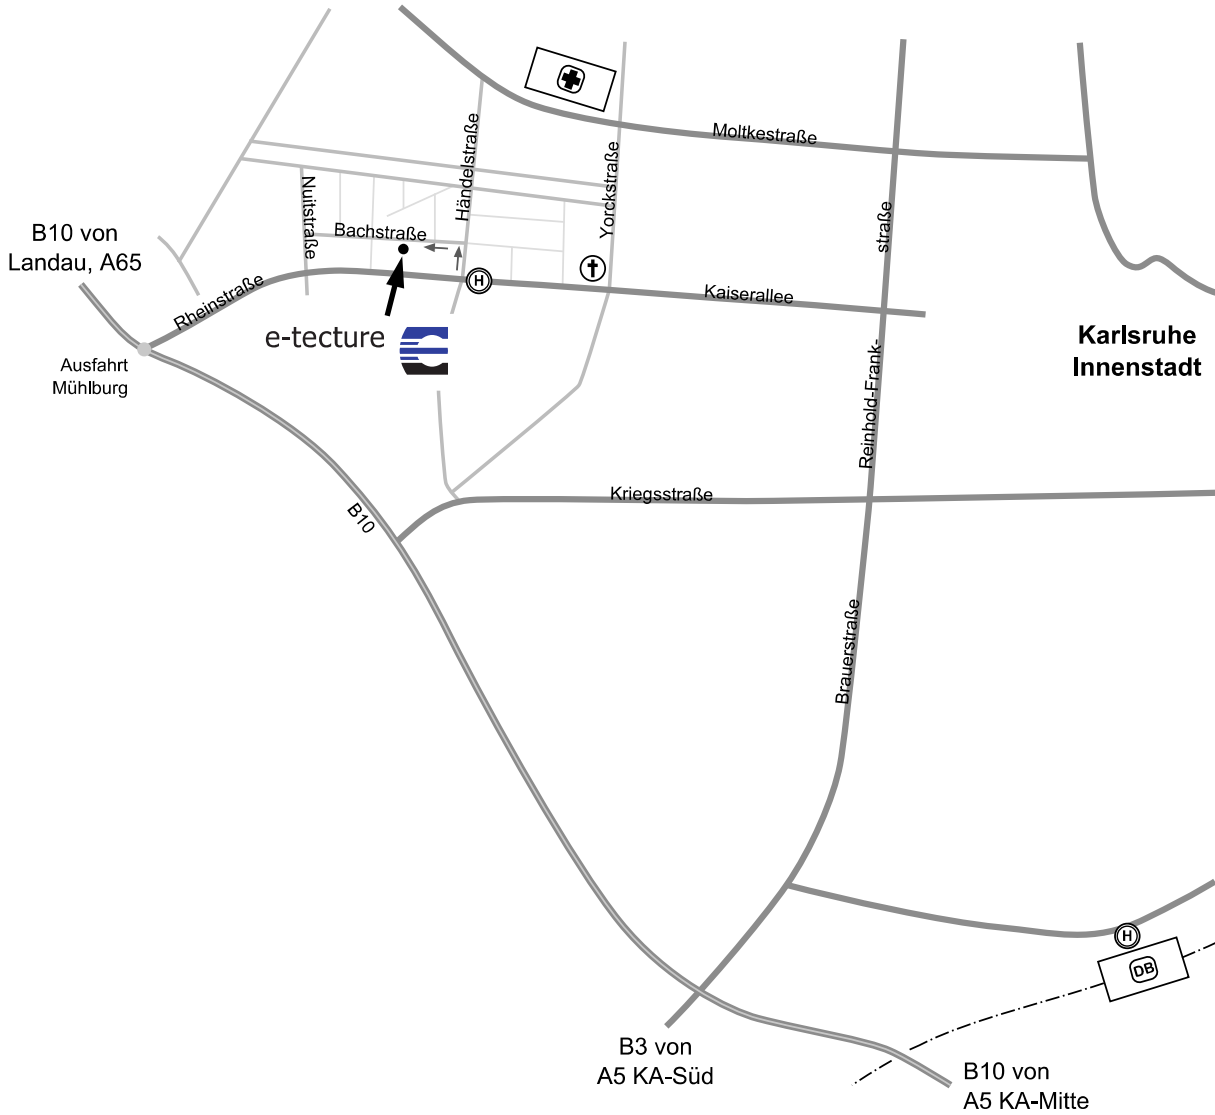 Moltkestraße
Händelstraße
Yorckstraße
Nuitstraße
Bachstraße
B10 von
Landau, A65
straße
Rheinstraße
H
Kaiserallee
e-tecture
Ausfahrt
Mühlburg
Karlsruhe
Innenstadt
Reinhold-Frank-
Kriegsstraße
B10
Brauerstraße
H
DB
B3 von
A5 KA-Süd
B10 von
A5 KA-Mitte